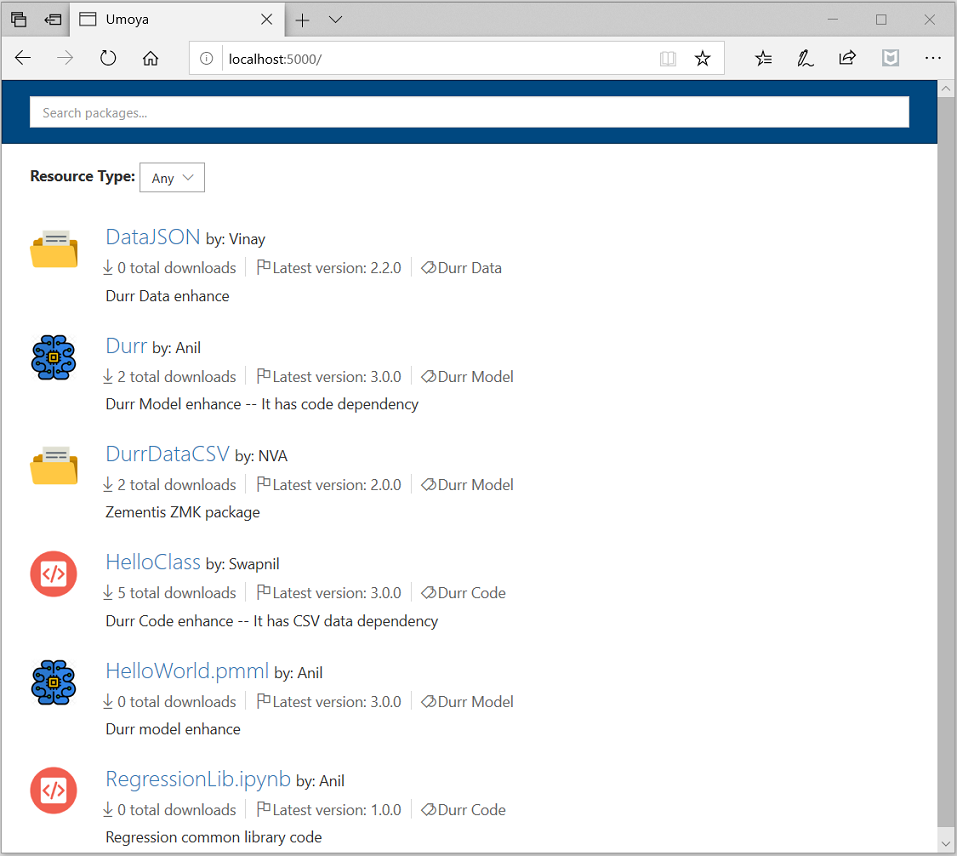 Umoya
localhost:5000/
Search packages...
Resource Type: Any
DataJSON by: Vinay
0 total downloads Latest version: 2.2.0 Durr Data
Durr Data enhance
Durr by: Anil
2 total downloads Latest version: 3.0.0 Durr Model
Durr Model enhance -- It has code dependency
DurrDataCSV by: NVA
2 total downloads Latest version: 2.0.0 Durr Model
Zementis ZMK package
HelloClass by: Swapnil
5 total downloads Latest version: 3.0.0 Durr Code
Durr Code enhance -- It has CSV data dependency
HelloWorld.pmml by: Anil
0 total downloads Latest version: 3.0.0 Durr Model
Durr model enhance
RegressionLib.ipynb by: Anil
0 total downloads Latest version: 1.0.0 Durr Code
Regression common library code